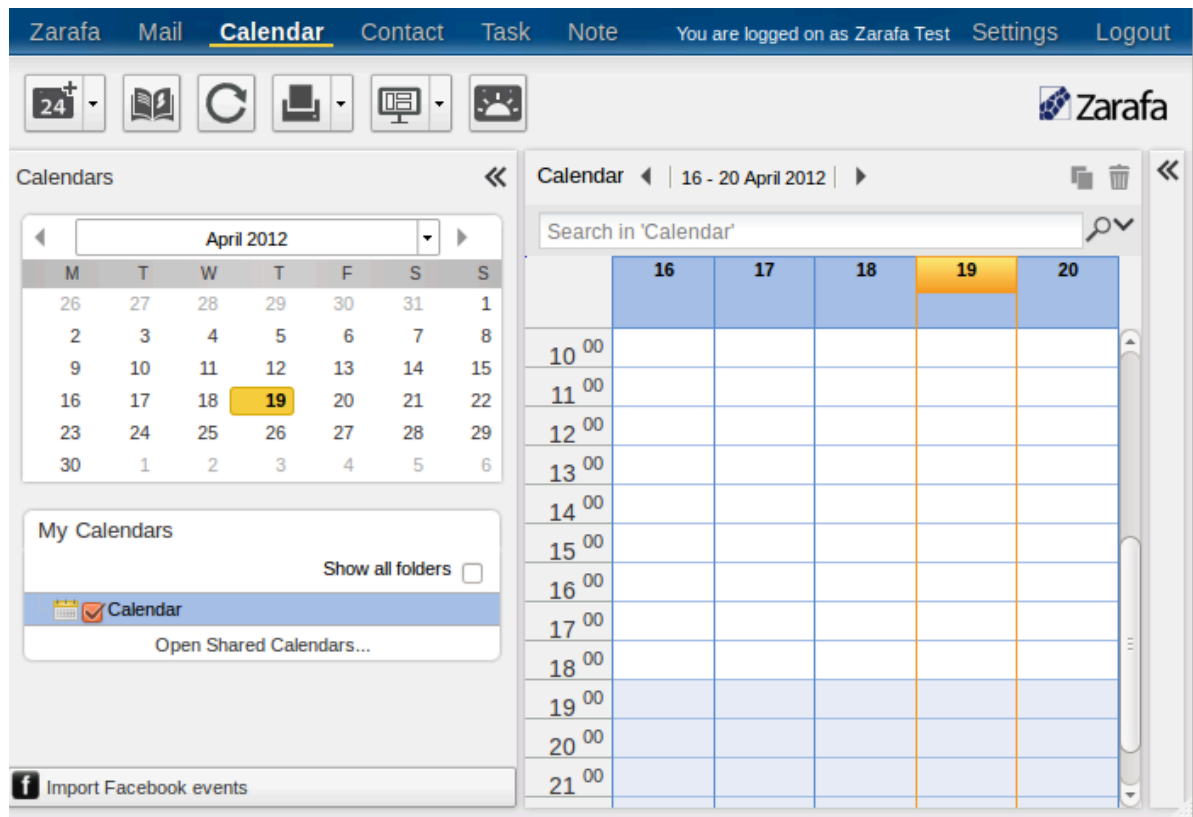 Zarafa Mail Calendar Contact Task Note You are logged on as Zarafa Test Settings Logout
24
Zarafa
Calendars
April 2012
M T W T F S S
26 27 28 29 30 31 1
2 3 4 5 6 7 8
9 10 11 12 13 14 15
16 17 18 19 20 21 22
23 24 25 26 27 28 29
30 1 2 3 4 5 6
My Calendars
Show all folders
Calendar
Open Shared Calendars...
f Import Facebook events
Calendar 16 - 20 April 2012
Search in 'Calendar'
16 17 18 19 20
10 00
11 00
12 00
13 00
14 00
15 00
16 00
17 00
18 00
19 00
20 00
21 00